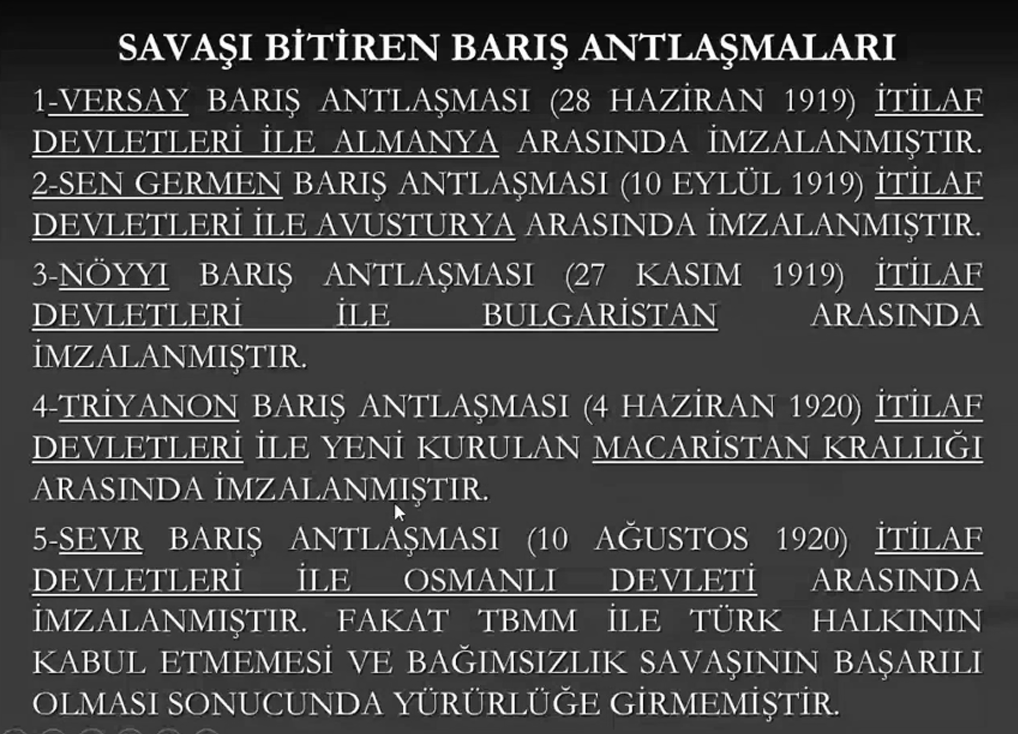 SAVAŞI BİTİREN BARIŞ ANTLAŞMALARI
1-VERSAY BARIŞ ANTLAŞMASI (28 HAZİRAN 1919) İTİLAF
DEVLETLERİ İLE ALMANYA ARASINDA İMZALANMIŞTIR.
2-SEN GERMEN BARIŞ ANTLAŞMASI (10 EYLÜL 1919) İTİLAF
DEVLETLERİ İLE AVUSTURYA ARASINDA İMZALANMIŞTIR.
3-NÖYYI BARIŞ ANTLAŞMASI (27 KASIM 1919) İTİLAF
DEVLETLERİ İLE BULGARİSTAN ARASINDA
İMZALANMIŞTIR.
4-TRİYANON BARIŞ ANTLAŞMASI (4 HAZİRAN 1920) İTİLAF
DEVLETLERİ İLE YENİ KURULAN MACARİSTAN KRALLIĞI
ARASINDA İMZALANMIŞTIR.
5-SEVR BARIŞ ANTLAŞMASI (10 AĞUSTOS 1920) İTİLAF
DEVLETLERİ İLE OSMANLI DEVLETİ ARASINDA
İMZALANMIŞTIR. FAKAT TBMM İLE TÜRK HALKININ
KABUL ETMEMESİ VE BAĞIMSIZLIK SAVAŞININ BAŞARILI
OLMASI SONUCUNDA YÜRÜRLÜĞE GİRMEMİŞTİR.